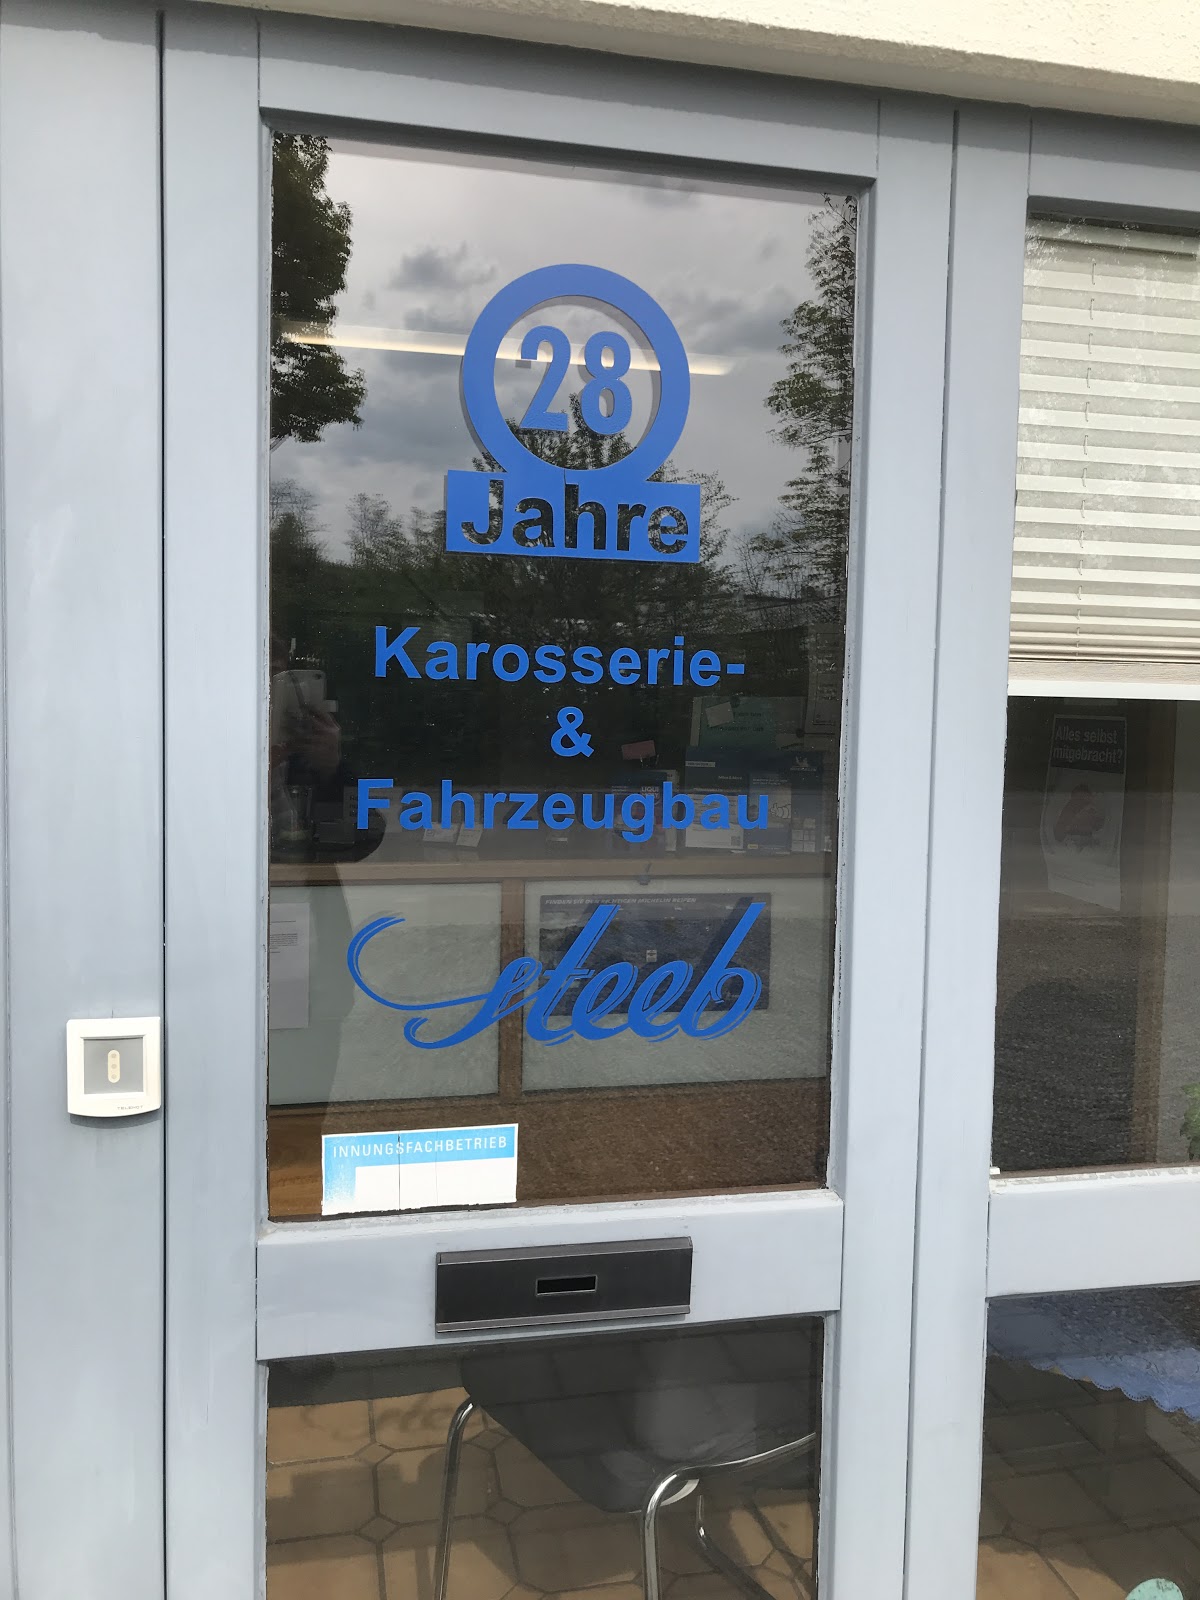 28
Jahre
Karosserie-
&
Fahrzeugbau
steeb
INNUNGSFACHBETRIEB
Alles selbst
mitgebracht?